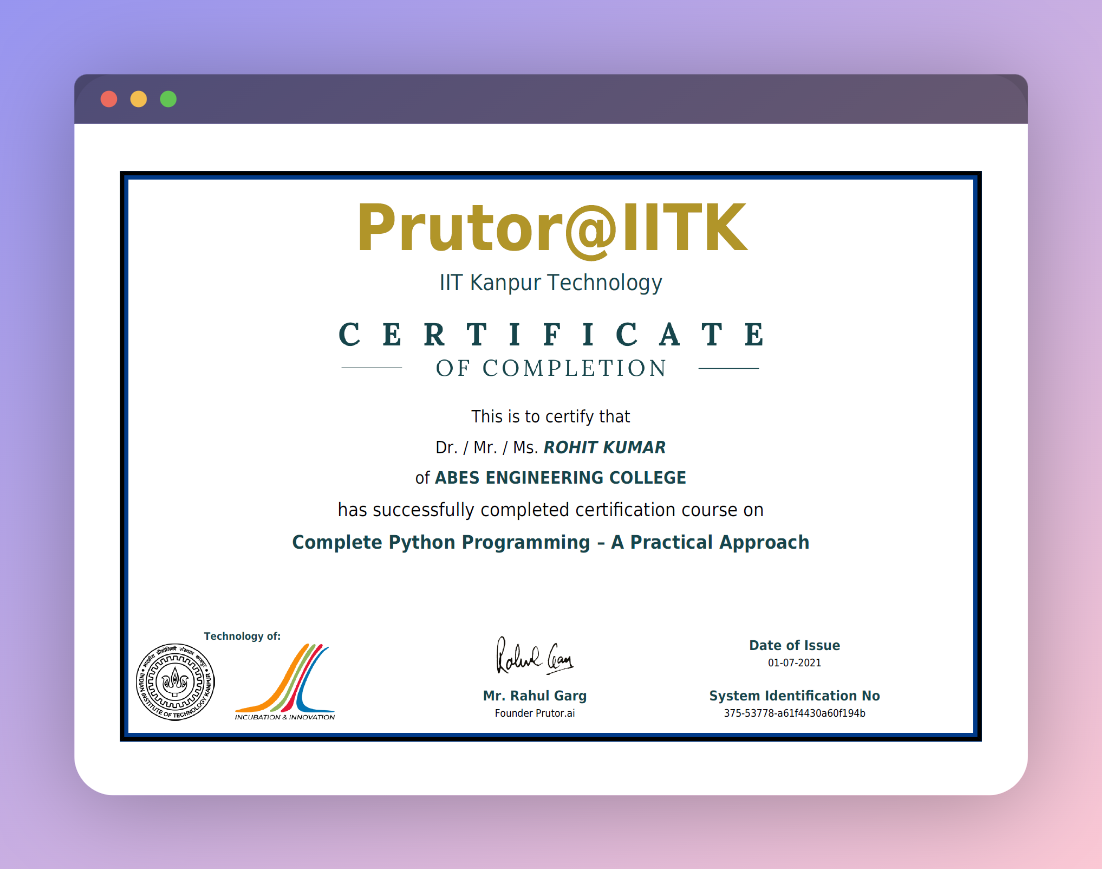 Prutor@IITK
IIT Kanpur Technology
CERTIFICATE
OF COMPLETION
This is to certify that
Dr. / Mr. / Ms. ROHIT KUMAR
of ABES ENGINEERING COLLEGE
has successfully completed certification course on
Complete Python Programming – A Practical Approach
Technology of:
INDIAN INSTITUTE OF TECHNOLOGY KANPUR
INCUBATION & INNOVATION
Rahul Garg
Mr. Rahul Garg
Founder Prutor.ai
Date of Issue
01-07-2021
System Identification No
375-53778-a61f4430a60f194b